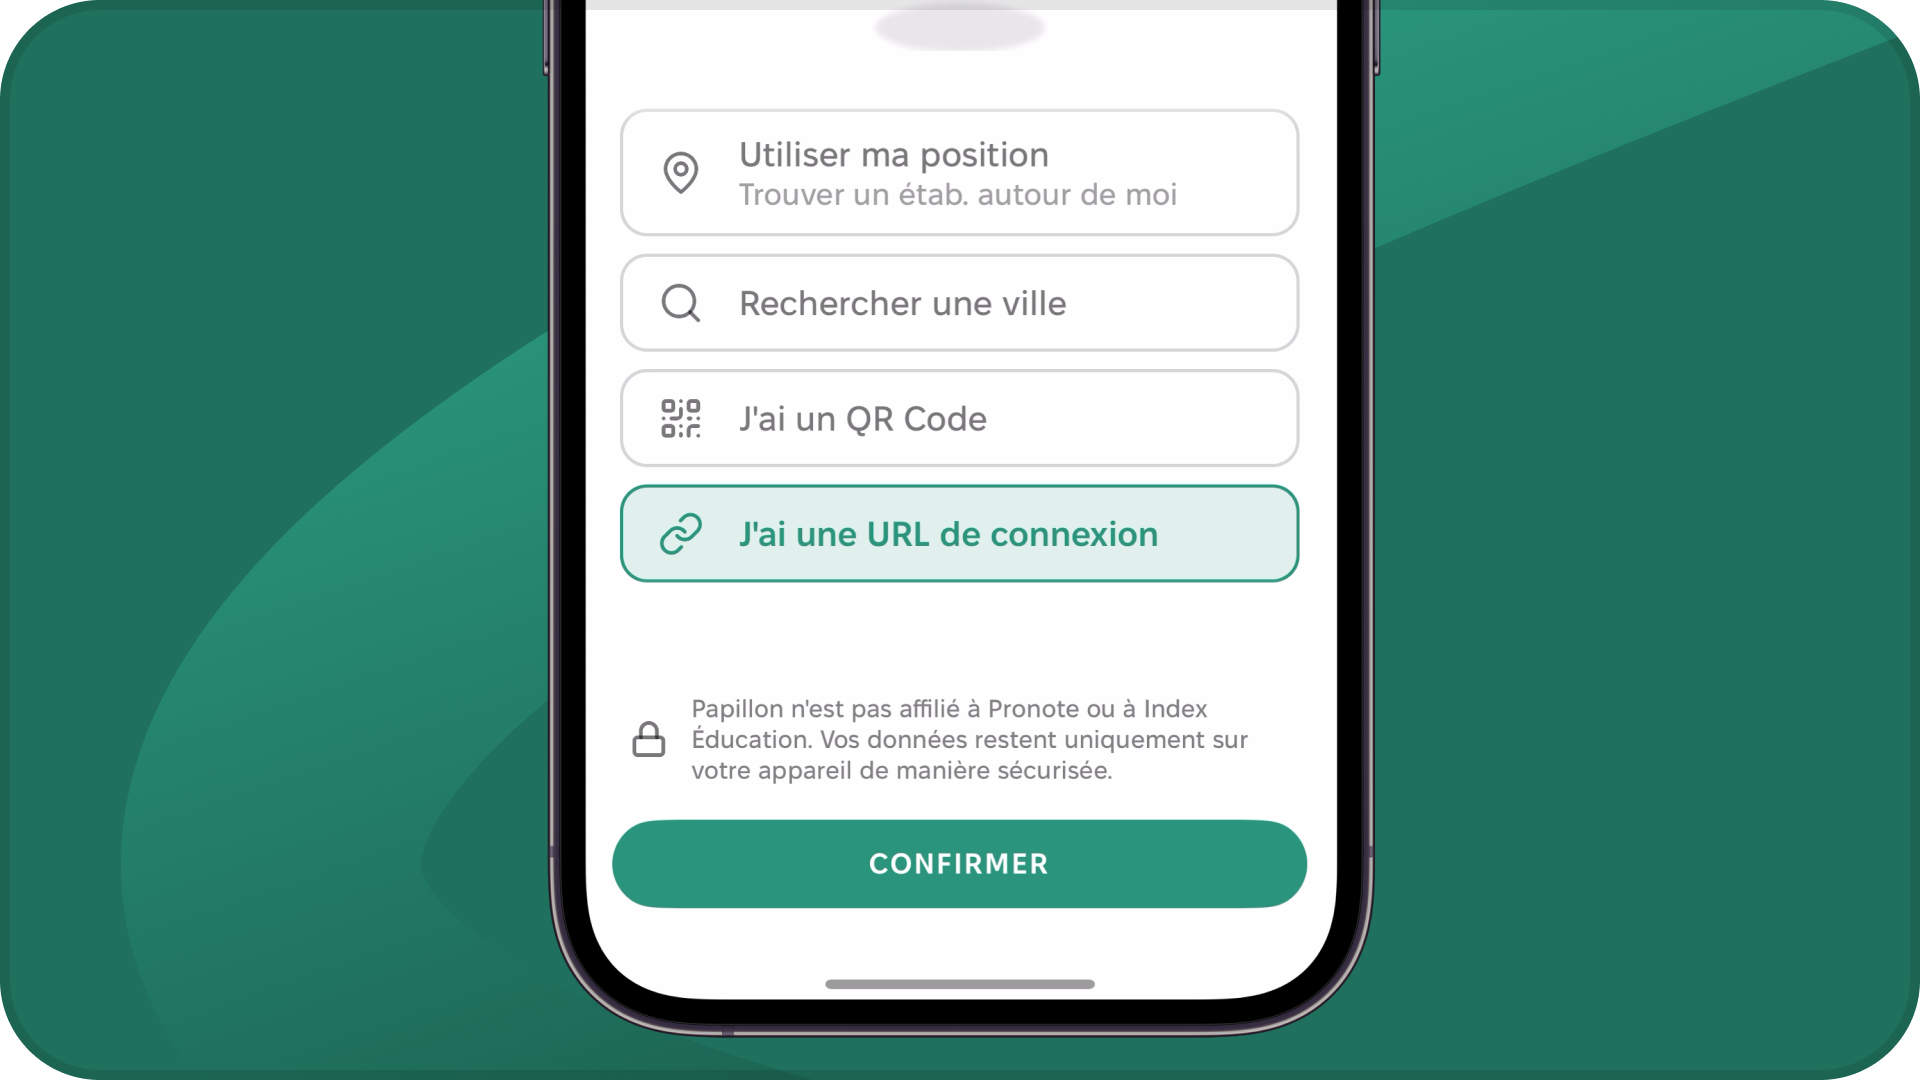 Utiliser ma position
Trouver un étab. autour de moi
Rechercher une ville
J'ai un QR Code
J'ai une URL de connexion
Papillon n'est pas affilié à Pronote ou à Index
Éducation. Vos données restent uniquement sur
votre appareil de manière sécurisée.
CONFIRMER